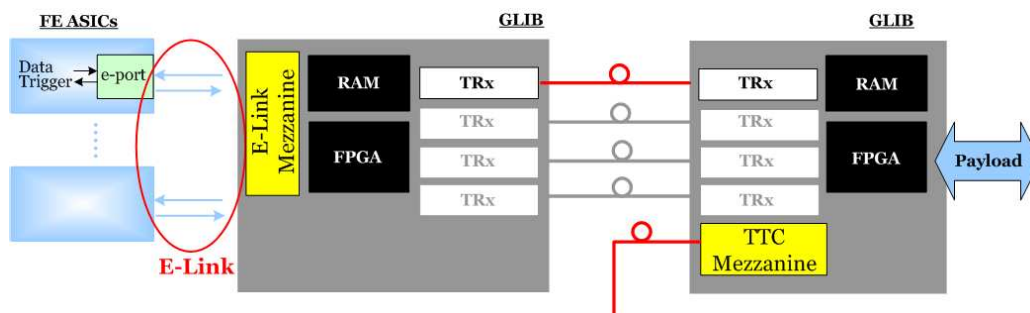 FE ASICs
GLIB
GLIB
Data
Trigger
e-port
E-Link
Mezzanine
RAM
FPGA
TRx
TRx
TRx
TRx
TRx
TRx
TRx
TRx
RAM
FPGA
Payload
TTC
Mezzanine
E-Link